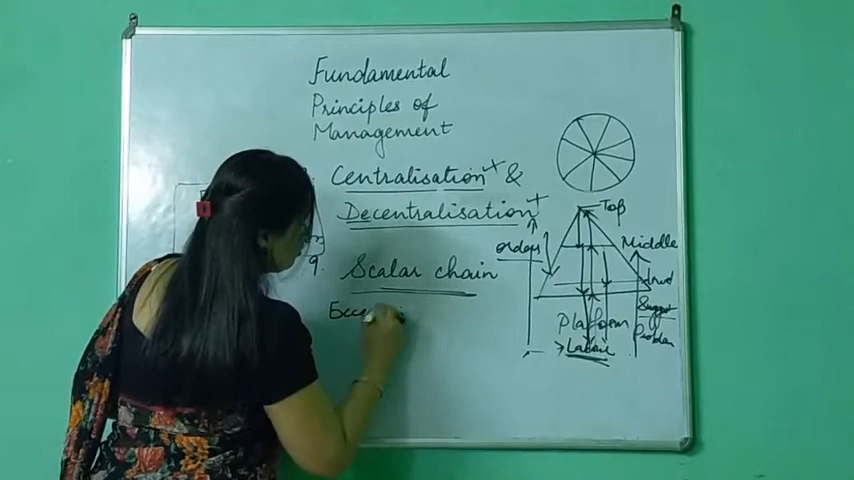 Fundamental
Principles of
Management
Centralisation +
&
Decentralisation +
Scalar chain
Top
Middle
order
Platform
Labour
9.